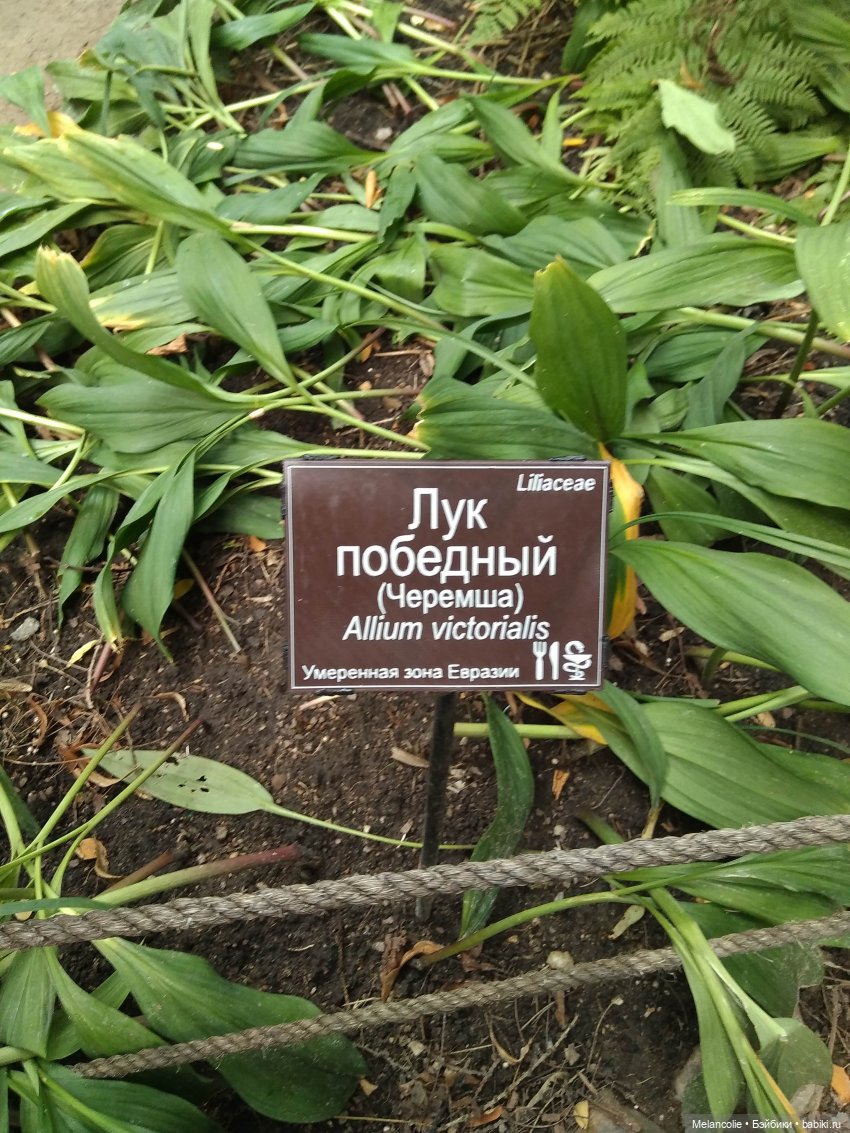 Liliaceae
Лук
победный
(Черемша)
Allium victorialis
Умеренная зона Евразии
Melancolie • Бэйбики • babiki.ru